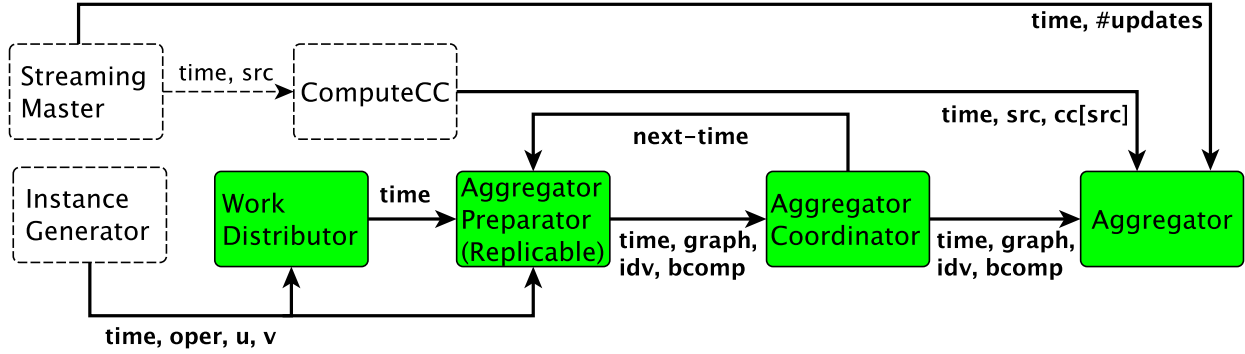 time, #updates
Streaming
Master
time, src
ComputeCC
time, src, cc[src]
next-time
Instance
Generator
Work
Distributor
time
Aggregator
Preparator
(Replicable)
time, graph,
idv, bcomp
Aggregator
Coordinator
time, graph,
idv, bcomp
Aggregator
time, oper, u, v